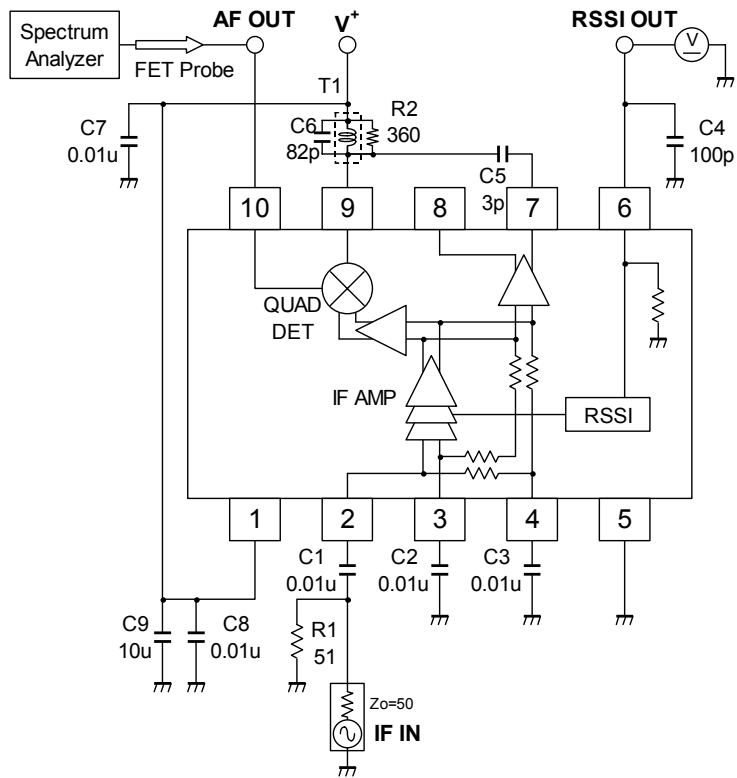 Spectrum
Analyzer
FET Probe
AF OUT
V+
RSSI OUT
V
T1
C7
0.01u
C6
82p
R2
360
C5
3p
C4
100p
10
9
8
7
6
QUAD
DET
IF AMP
RSSI
1
2
3
4
5
C1
0.01u
C2
0.01u
C3
0.01u
C9
10u
C8
0.01u
R1
51
Zo=50
IF IN